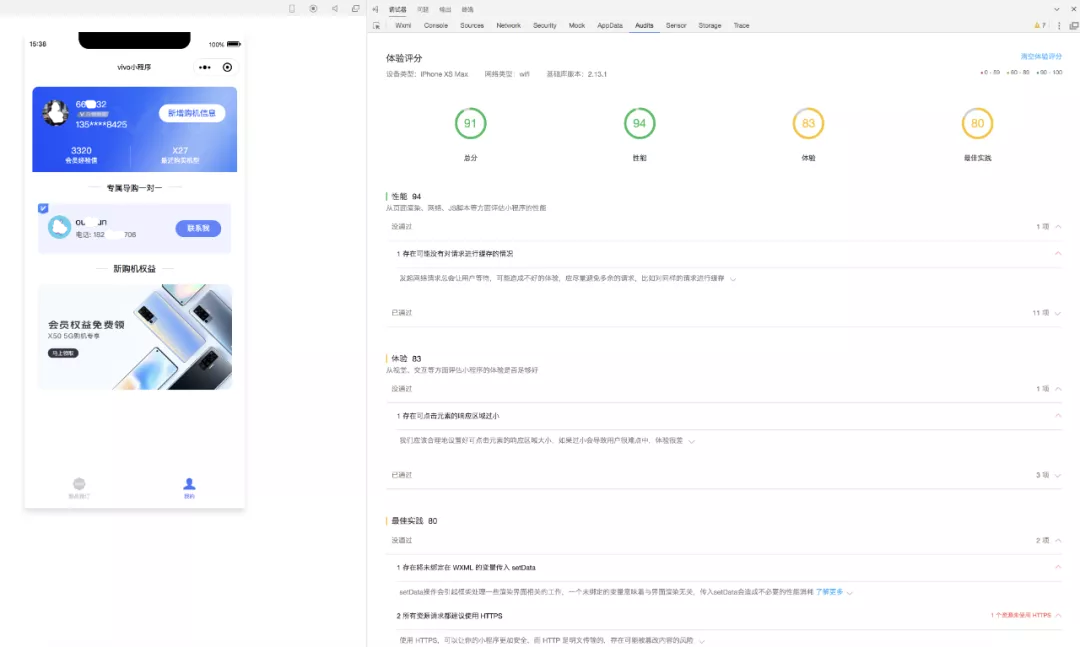 15:38
100%
vivo小程序
新增购机信息
135****8425
3320
X27
会员经验值
最近购买机型
专属导购一对一
电话: 182
706
联系我
新购机权益
会员权益免费领
X50 5G购机专享
马上领取
我的
调试器
问题
输出
Wxml
Console
Sources
Network
Security
Mock
AppData
Audits
Sensor
Storage
Trace
7
体验评分
清空体验评分
设备类型: iPhone XS Max 网络类型: wifi 基础库版本: 2.13.1
91
94
83
80
总分
性能
体验
最佳实践
性能 94
从页面渲染、网络、JS脚本等方面评估小程序的性能
没通过
1 项
1 存在可能没有对请求进行缓存的情况
发起网络请求总会让用户等待，可能造成不好的体验，应尽量避免多余的请求，比如对同样的请求进行缓存
已通过
11 项
体验 83
从视觉、交互等方面评估小程序的体验是否足够好
没通过
1 项
1 存在可点击元素的响应区域过小
我们应该合理地设置好可点击元素的响应区域大小，如果过小会导致用户很难点中，体验很差
已通过
3 项
最佳实践 80
没通过
2 项
1 存在将未绑定在 WXML 的变量传入 setData
setData操作会引起框架处理一些渲染界面相关的工作，一个未绑定的变量意味着与界面渲染无关，传入setData会造成不必要的性能消耗 了解更多
2 所有资源请求都建议使用 HTTPS
1 个资源未使用 HTTPS
使用 HTTPS，可以让你的小程序更加安全，而 HTTP 是明文传输的，存在可能被篡改内容的风险